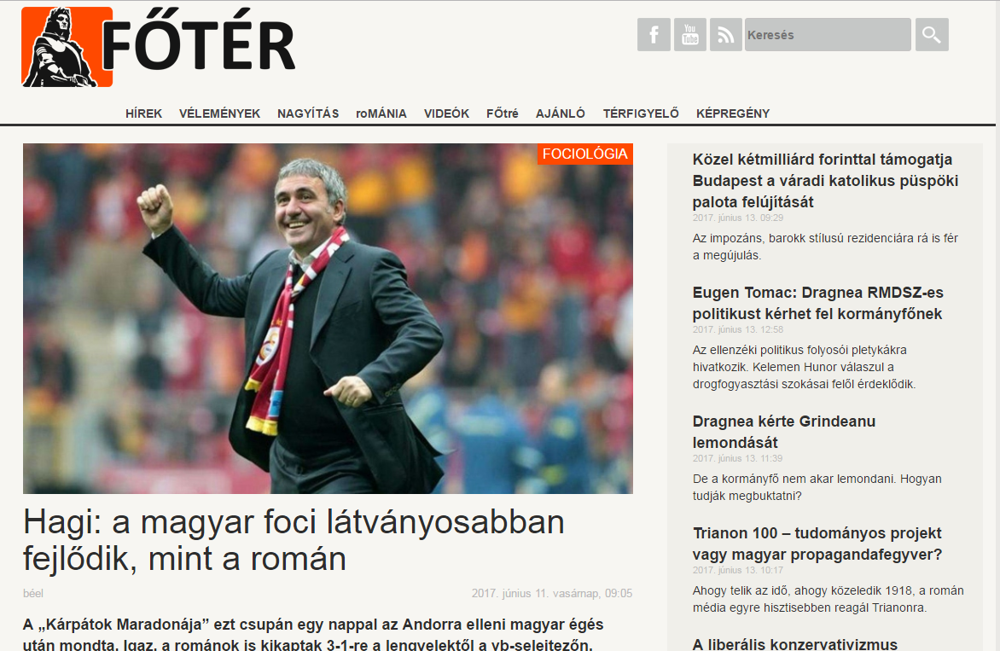 FŐTÉR
You
Tube
Keresés
HÍREK VÉLEMÉNYEK NAGYÍTÁS roMÁNIA VIDEÓK FŐtré AJÁNLÓ TÉRFIGYELŐ KÉPREGÉNY
FOCIOLÓGIA
Hagi: a magyar foci látványosabban
fejlődik, mint a román
béel
2017. június 11. vasárnap, 09:05
A „Kárpátok Maradonája” ezt csupán egy nappal az Andorra elleni magyar égés
után mondta. Igaz, a románok is kikaptak 3-1-re a lengyelektől a vb-selejtezőn.
Közel kétmilliárd forinttal támogatja
Budapest a váradi katolikus püspöki
palota felújítását
2017. június 13. 09:29
Az impozáns, barokk stílusú rezidenciára rá is fér
a megújulás.
Eugen Tomac: Dragnea RMDSZ-es
politikust kérhet fel kormányfőnek
2017. június 13. 12:58
Az ellenzéki politikus folyosói pletykákra
hivatkozik. Kelemen Hunor válaszul a
drogfogyasztási szokásai felől érdeklődik.
Dragnea kérte Grindeanu
lemondását
2017. június 13. 11:39
De a kormányfő nem akar lemondani. Hogyan
tudják megbuktatni?
Trianon 100 – tudományos projekt
vagy magyar propagandafegyver?
2017. június 13. 10:17
Ahogy telik az idő, ahogy közeledik 1918, a román
média egyre hisztisebben reagál Trianonra.
A liberális konzervativizmus